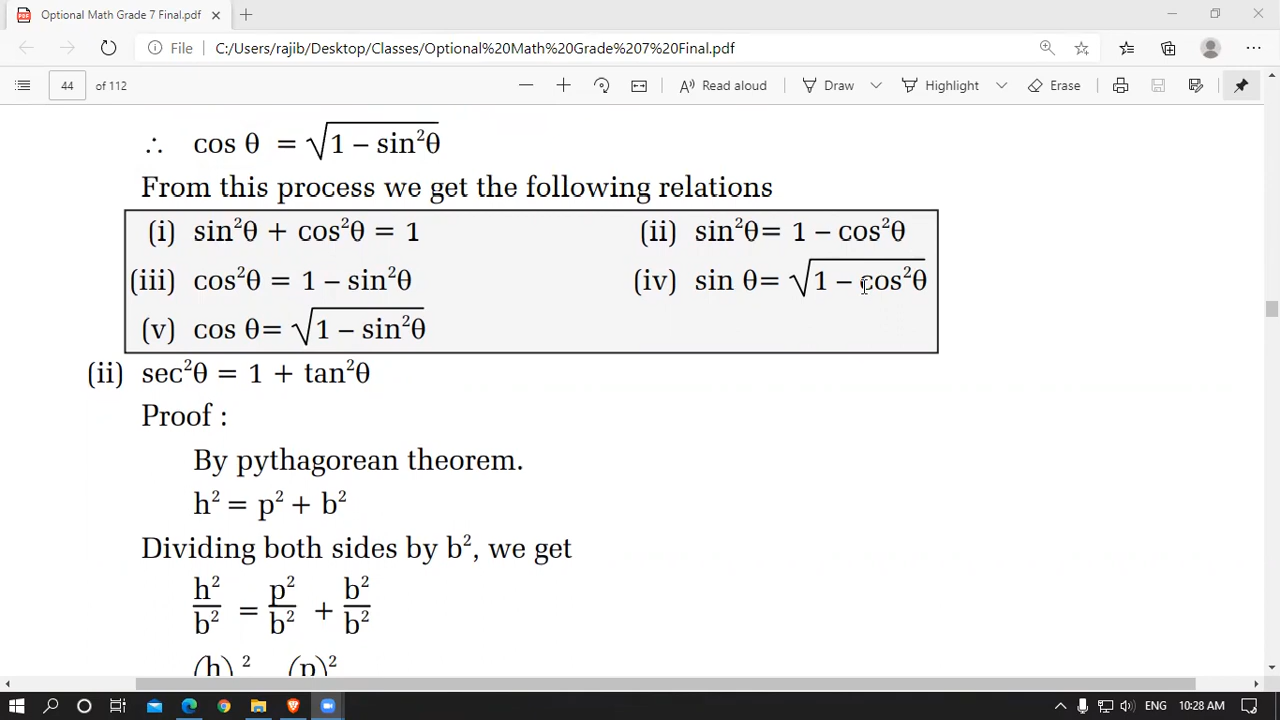 Optional Math Grade 7 Final.pdf
File C:/Users/rajib/Desktop/Classes/Optional%20Math%20Grade%207%20Final.pdf
44 of 112 Read aloud Draw Highlight Erase
∴ cos θ = √(1 – sin²θ)
From this process we get the following relations
(i) sin²θ + cos²θ = 1 (ii) sin²θ= 1 – cos²θ
(iii) cos²θ = 1 – sin²θ (iv) sin θ= √(1 – cos²θ)
(v) cos θ= √(1 – sin²θ)
(ii) sec²θ = 1 + tan²θ
Proof :
By pythagorean theorem.
h² = p² + b²
Dividing both sides by b², we get
h²/b² = p²/b² + b²/b²
(h)² (p)²
ENG 10:28 AM